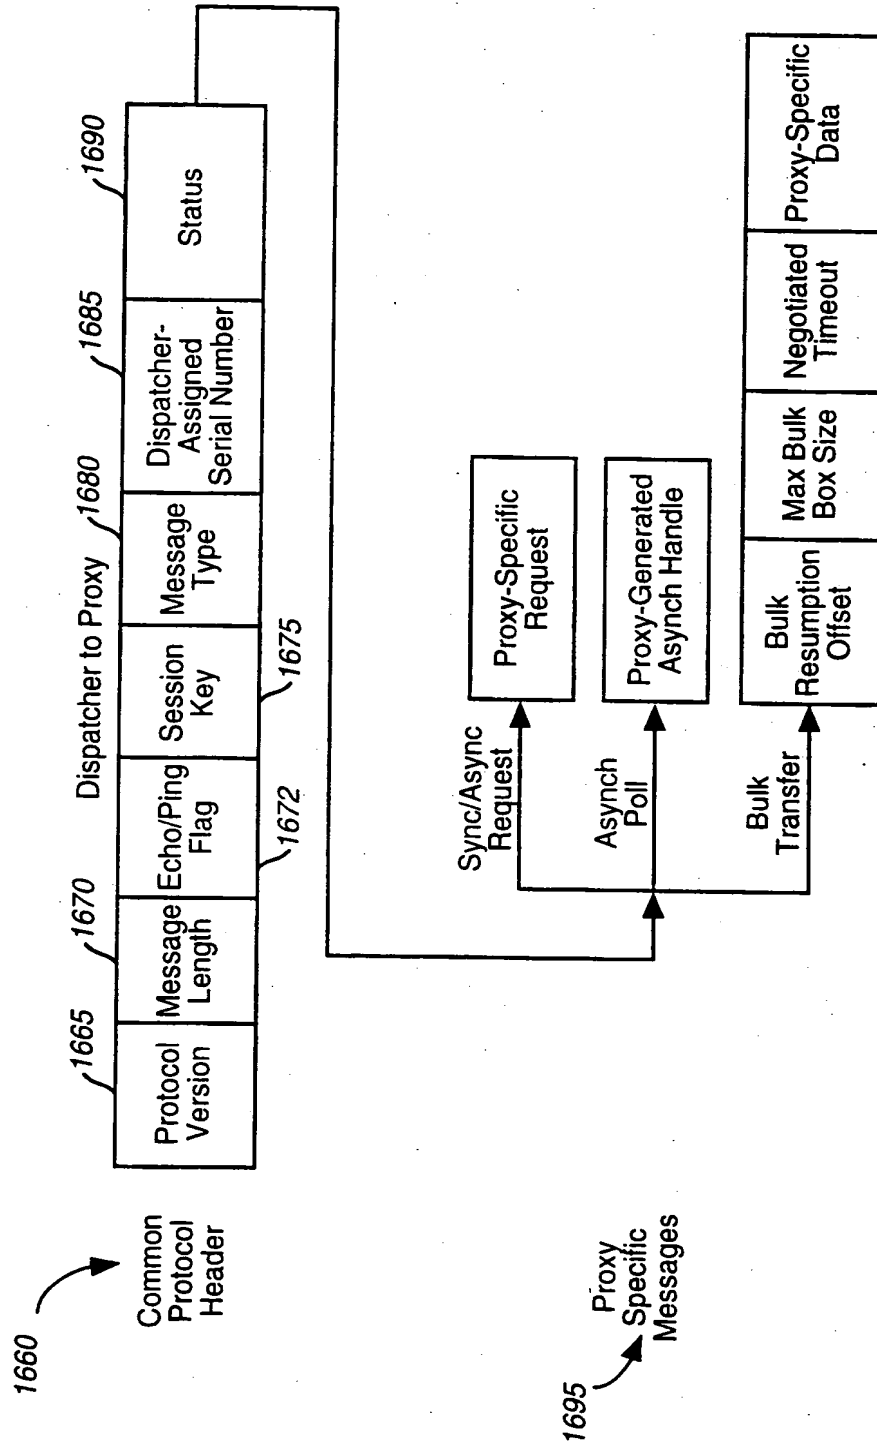 1660
Common
Protocol
Header
Dispatcher to Proxy
1665
1670
1680
1685
1690
Protocol
Version
Message
Length
Echo/Ping
Flag
Session
Key
Message
Type
Dispatcher-
Assigned
Serial Number
Status
1672
1675
1695
Proxy
Specific
Messages
Sync/Async
Request
Proxy-Specific
Request
Asynch
Poll
Proxy-Generated
Asynch Handle
Bulk
Transfer
Bulk
Resumption
Offset
Max Bulk
Box Size
Negotiated
Timeout
Proxy-Specific
Data